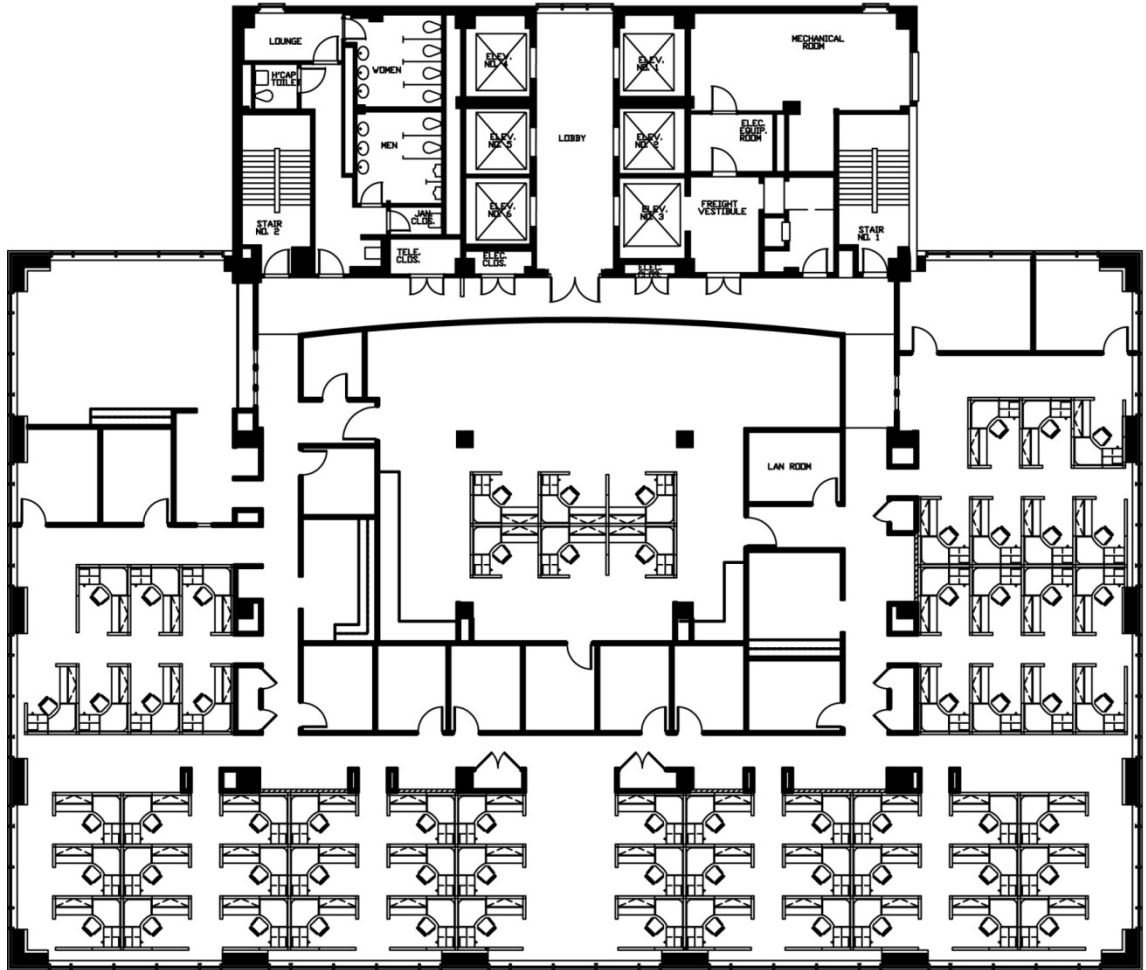 LOUNGE
H'CAP.
TOILET
WOMEN
MEN
STAIR
NO. 2
JAN.
CLOS.
TELE.
CLOS.
ELEC.
CLOS.
ELEV.
NO. 4
ELEV.
NO. 5
ELEV.
NO. 6
LOBBY
ELEV.
NO. 1
ELEV.
NO. 2
ELEV.
NO. 3
ELEC.
CLOS.
MECHANICAL
ROOM
ELEC.
EQUIP.
ROOM
FREIGHT
VESTIBULE
STAIR
NO. 1
LAN ROOM